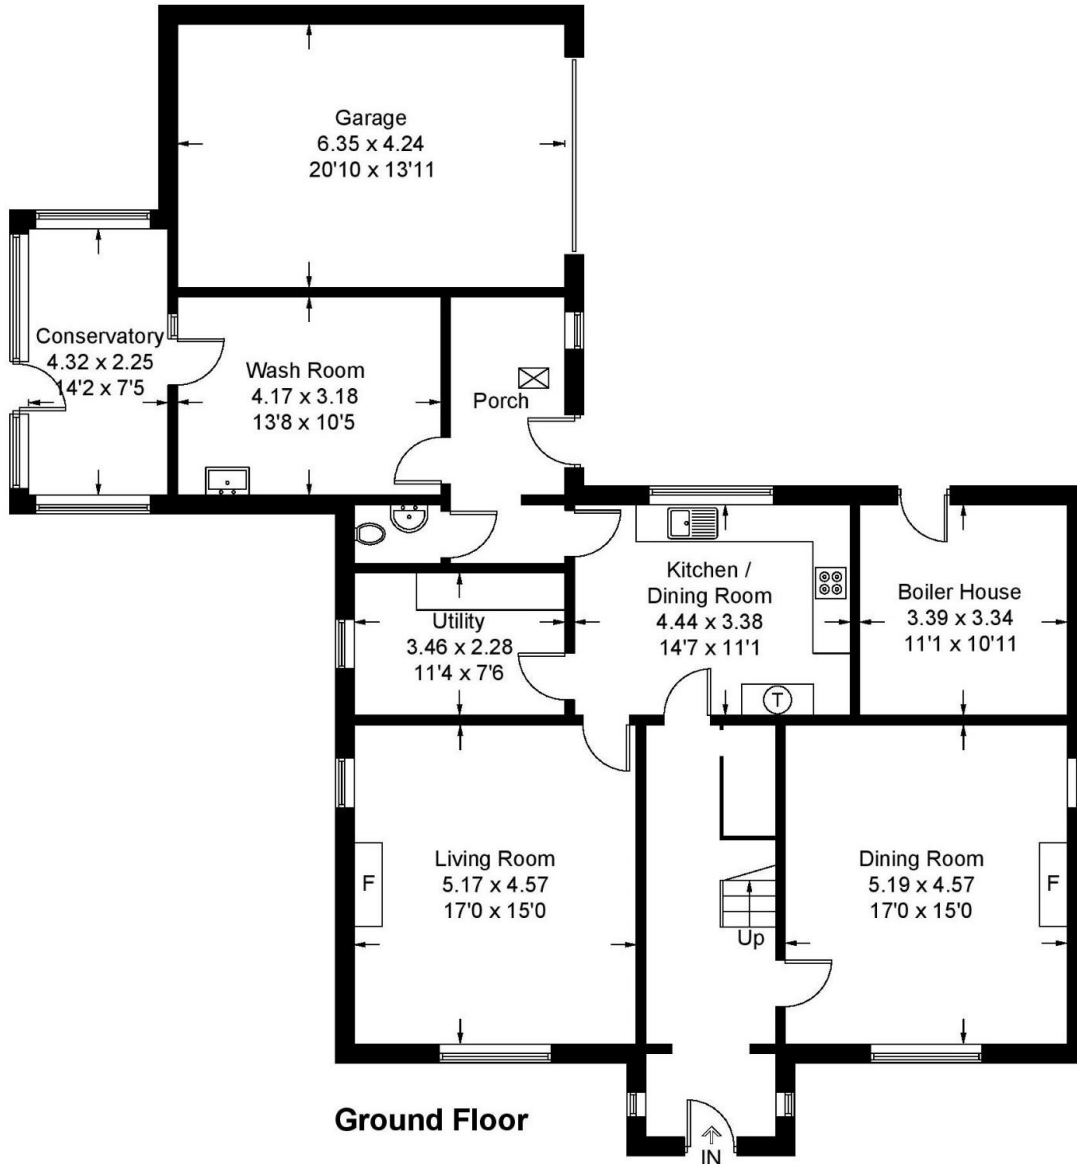 Garage
6.35 x 4.24
20'10 x 13'11
Conservatory
4.32 x 2.25
14'2 x 7'5
Wash Room
4.17 x 3.18
13'8 x 10'5
Porch
Kitchen /
Dining Room
4.44 x 3.38
14'7 x 11'1
Boiler House
3.39 x 3.34
11'1 x 10'11
Utility
3.46 x 2.28
11'4 x 7'6
T
Living Room
5.17 x 4.57
17'0 x 15'0
F
Dining Room
5.19 x 4.57
17'0 x 15'0
F
Up
Ground Floor
IN